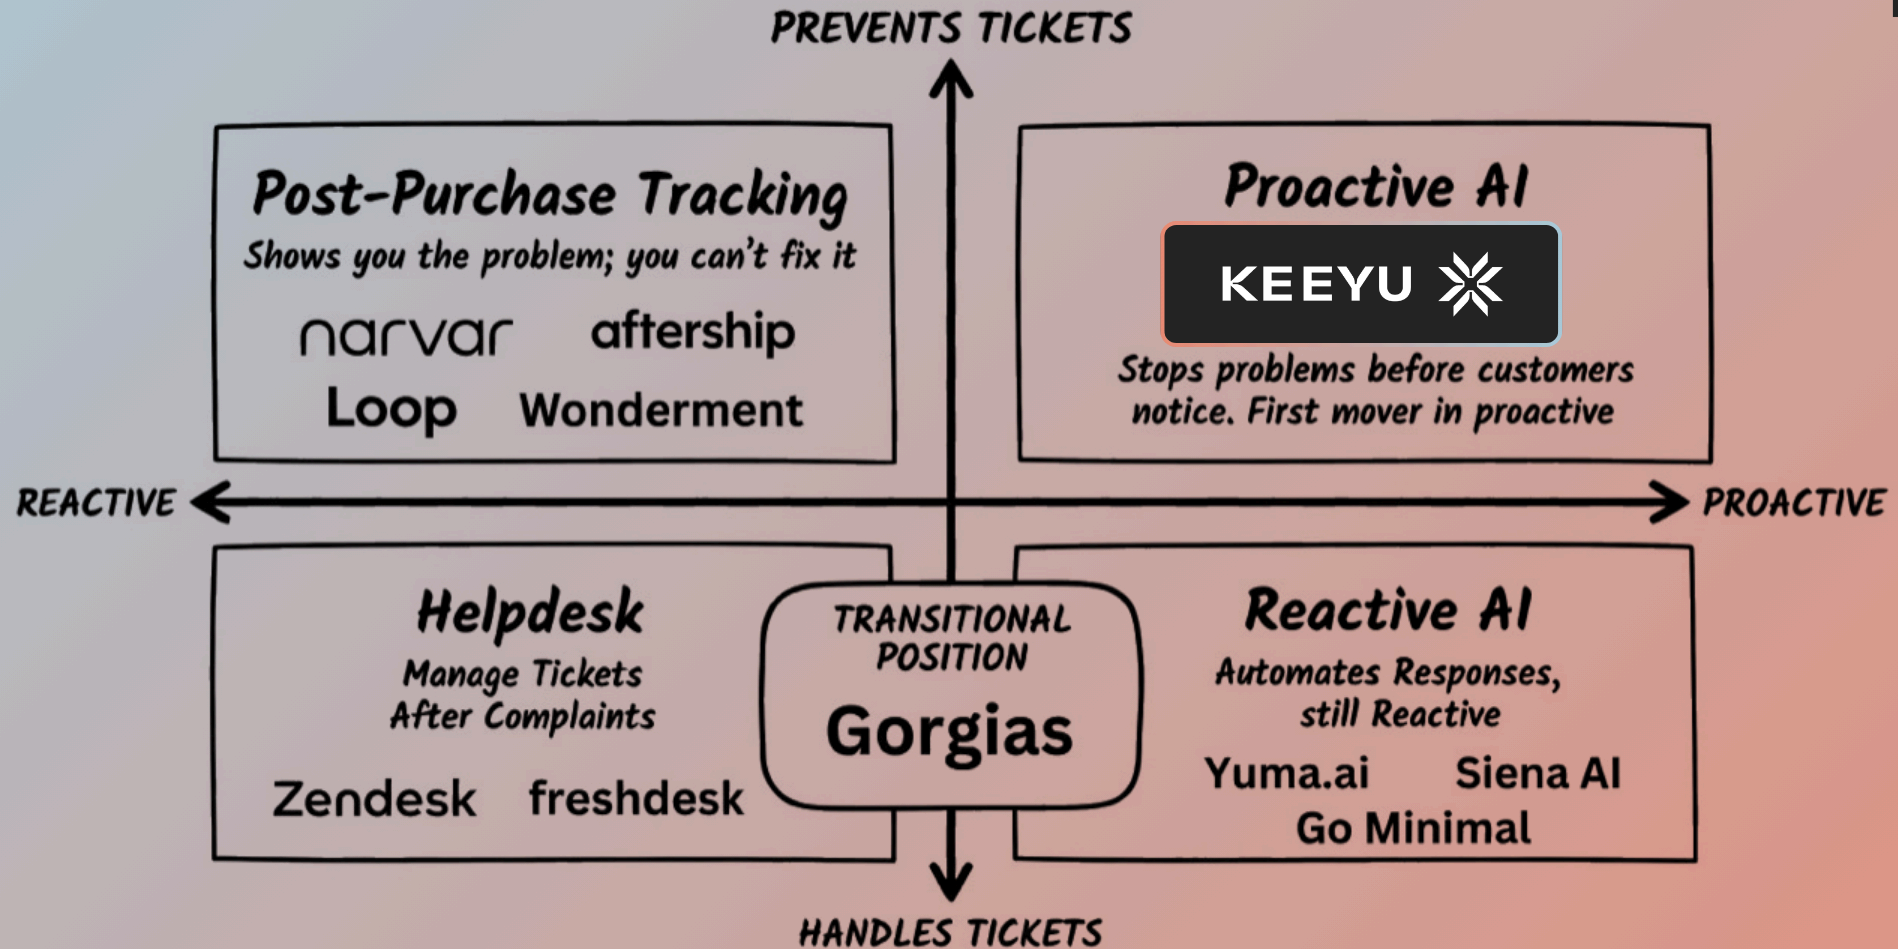 PREVENTS TICKETS
Post-Purchase Tracking
Shows you the problem; you can't fix it
narvar
aftership
Loop
Wonderment
Proactive AI
KEEYU
Stops problems before customers
notice. First mover in proactive
REACTIVE
PROACTIVE
Helpdesk
Manage Tickets
After Complaints
Zendesk
freshdesk
TRANSITIONAL
POSITION
Gorgias
Reactive AI
Automates Responses,
still Reactive
Yuma.ai
Siena AI
Go Minimal
HANDLES TICKETS